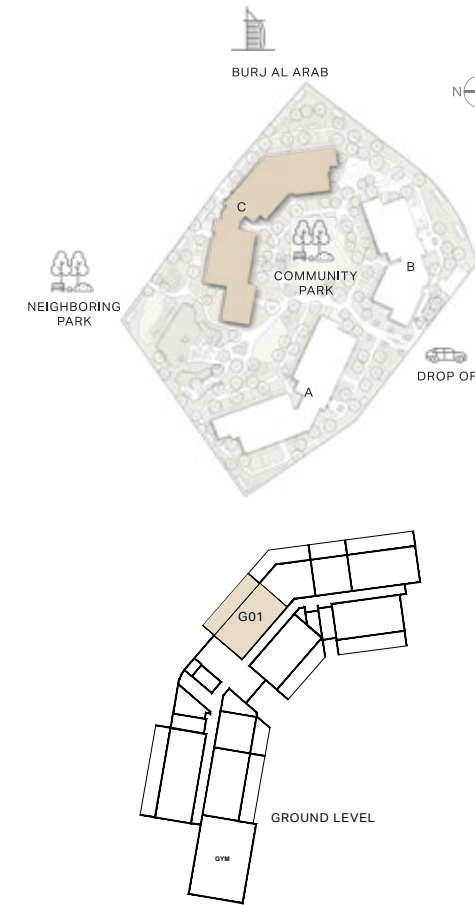 BURJ AL ARAB
N
C
B
COMMUNITY
PARK
NEIGHBORING
PARK
DROP OF
A
G01
GROUND LEVEL
GYM